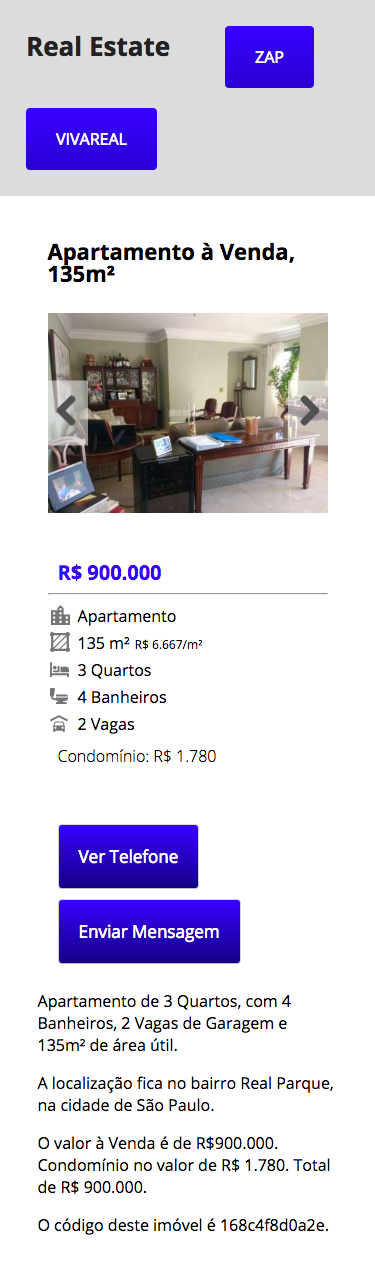 Real Estate
ZAP
VIVAREAL
Apartamento à Venda,
135m²
R$ 900.000
Apartamento
135 m² R$ 6.667/m²
3 Quartos
4 Banheiros
2 Vagas
Condomínio: R$ 1.780
Ver Telefone
Enviar Mensagem
Apartamento de 3 Quartos, com 4
Banheiros, 2 Vagas de Garagem e
135m² de área útil.
A localização fica no bairro Real Parque,
na cidade de São Paulo.
O valor à Venda é de R$900.000.
Condomínio no valor de R$ 1.780. Total
de R$ 900.000.
O código deste imóvel é 168c4f8d0a2e.